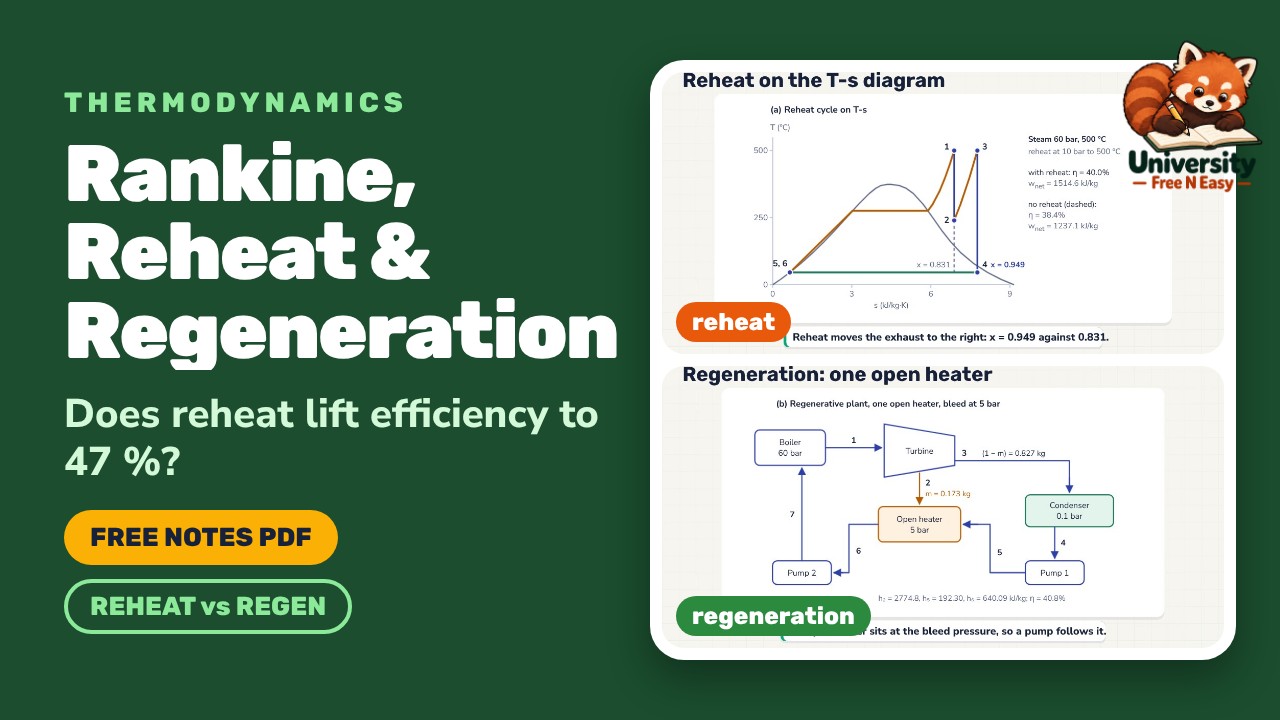 THERMODYNAMICS
Rankine,
Reheat &
Regeneration
Does reheat lift efficiency to
47 %?
FREE NOTES PDF
REHEAT vs REGEN
Reheat on the T-s diagram
(a) Reheat cycle on T-s
T (°C)
500
250
0
0
3
6
9
s (kJ/kg·K)
1
3
2
5, 6
x = 0.831
4 x = 0.949
Steam 60 bar, 500 °C
reheat at 10 bar to 500 °C
with reheat: η = 40.0%
wnet = 1514.6 kJ/kg
no reheat (dashed):
η = 38.4%
wnet = 1237.1 kJ/kg
reheat
Reheat moves the exhaust to the right: x = 0.949 against 0.831.
University
Free N Easy
Regeneration: one open heater
(b) Regenerative plant, one open heater, bleed at 5 bar
Boiler
60 bar
1
Turbine
3 (1 − m) = 0.827 kg
2
m = 0.173 kg
Condenser
0.1 bar
Open heater
5 bar
7
6
5
4
Pump 2
Pump 1
h₂ = 2774.8, h₅ = 192.30, h₆ = 640.09 kJ/kg; η = 40.8%
regeneration
sits at the bleed pressure, so a pump follows it.